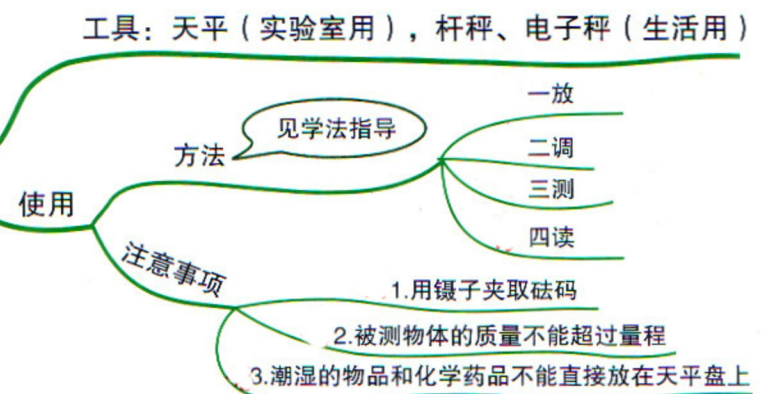 工具：天平（实验室用），杆秤、电子秤（生活用）
一放
见学法指导
方法
二调
三测
使用
四读
注意事项
1.用镊子夹取砝码
2.被测物体的质量不能超过量程
3.潮湿的物品和化学药品不能直接放在天平盘上